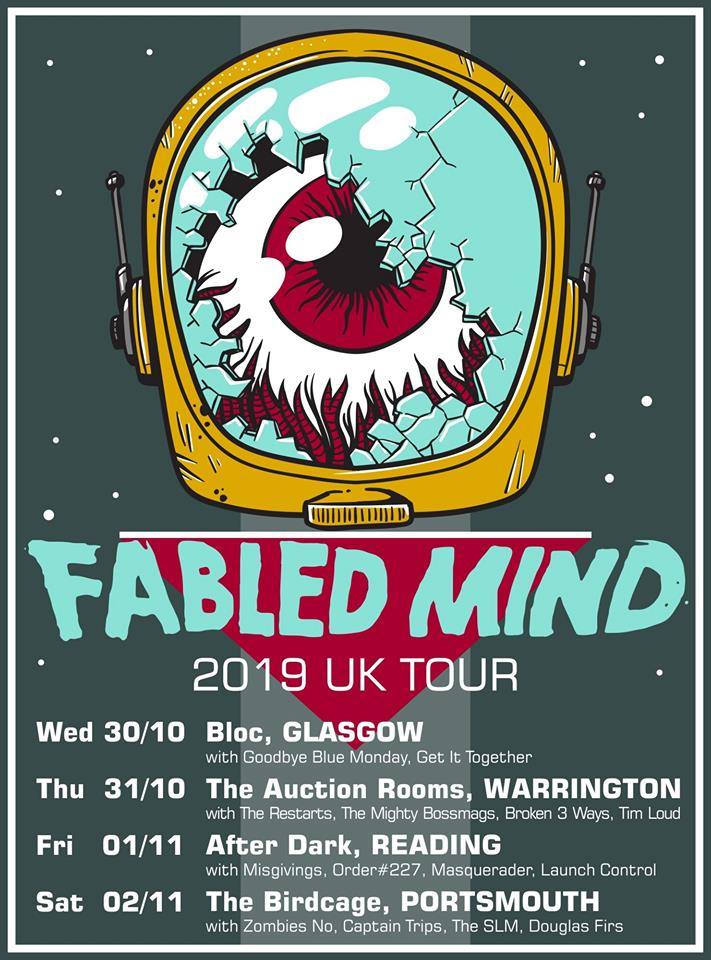 FABLED MIND
2019 UK TOUR
Wed 30/10 Bloc, GLASGOW
with Goodbye Blue Monday, Get It Together
Thu 31/10 The Auction Rooms, WARRINGTON
with The Restarts, The Mighty Bossmags, Broken 3 Ways, Tim Loud
Fri 01/11 After Dark, READING
with Misgivings, Order#227, Masquerader, Launch Control
Sat 02/11 The Birdcage, PORTSMOUTH
with Zombies No, Captain Trips, The SLM, Douglas Firs